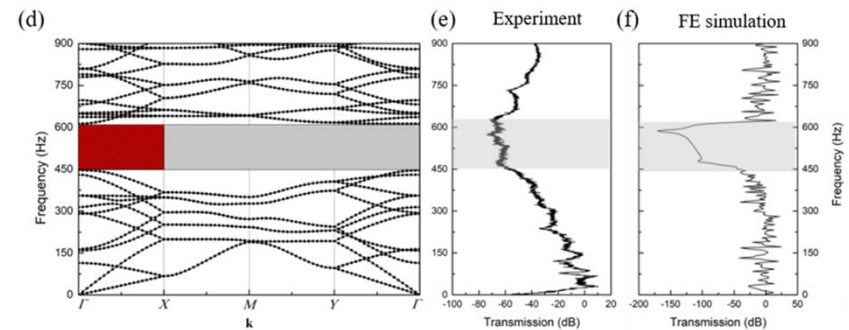 (d)
Frequency (Hz)
900
750
600
450
300
150
0
Γ X M Y Γ
k
(e) Experiment
900
750
600
450
300
150
0
-100 -80 -60 -40 -20 0 20
Transmission (dB)
(f) FE simulation
900
750
600
450
300
150
0
Frequency (Hz)
-200 -150 -100 -50 0 50
Transmission (dB)